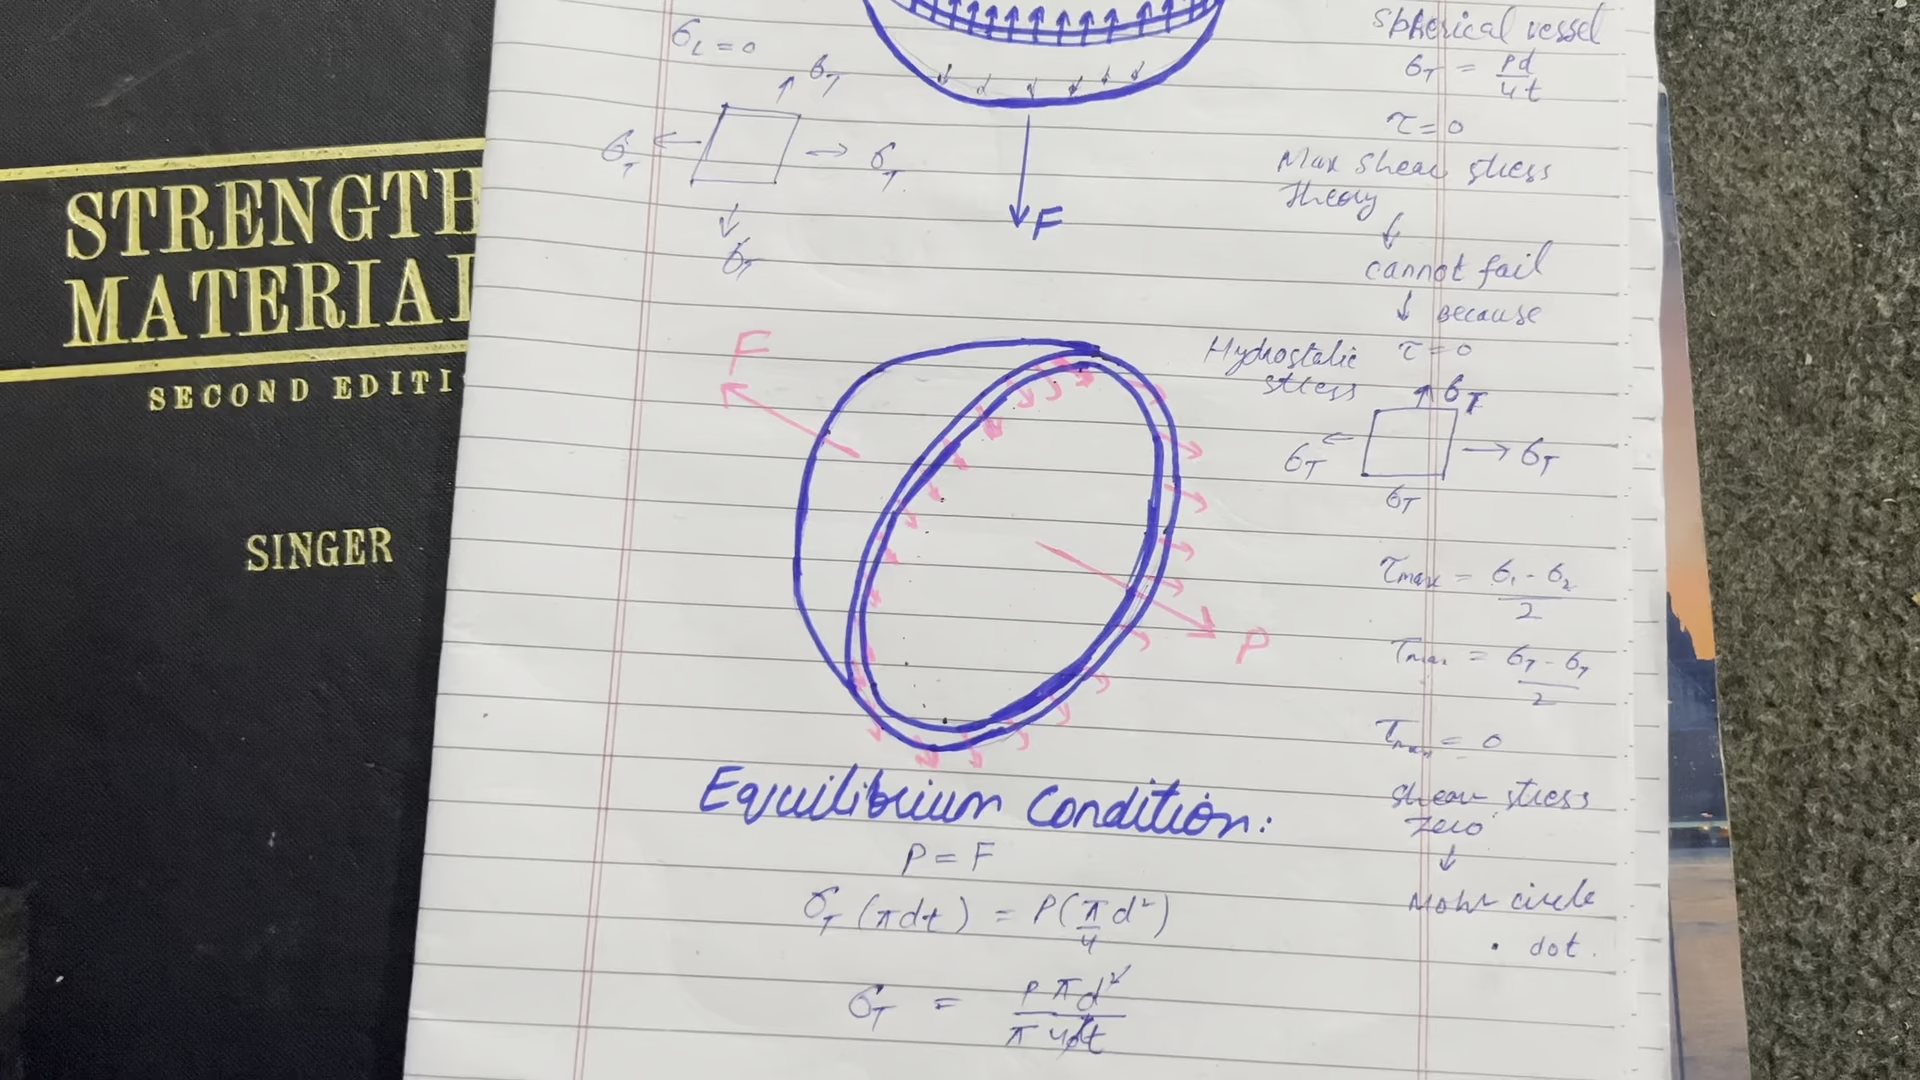 STRENGTH
MATERIAL
SECOND EDITI
SINGER
σL = 0
σT
σT
σT
σT
F
F
P
Equilibrium Condition:
P = F
σT (πdt) = P(π/4 d²)
σT = Pπd²/π4dt
Spherical vessel
σT = Pd/4t
τ = 0
Max Shear stress
theory
↓
cannot fail
↓ Because
Hydrostatic τ = 0
stress
σT
σT
σT
σT
τmax = σ1 - σ2/2
τmax = σT - σT/2
τmax = 0
Shear stress
Zero
↓
Mohr circle
• dot.